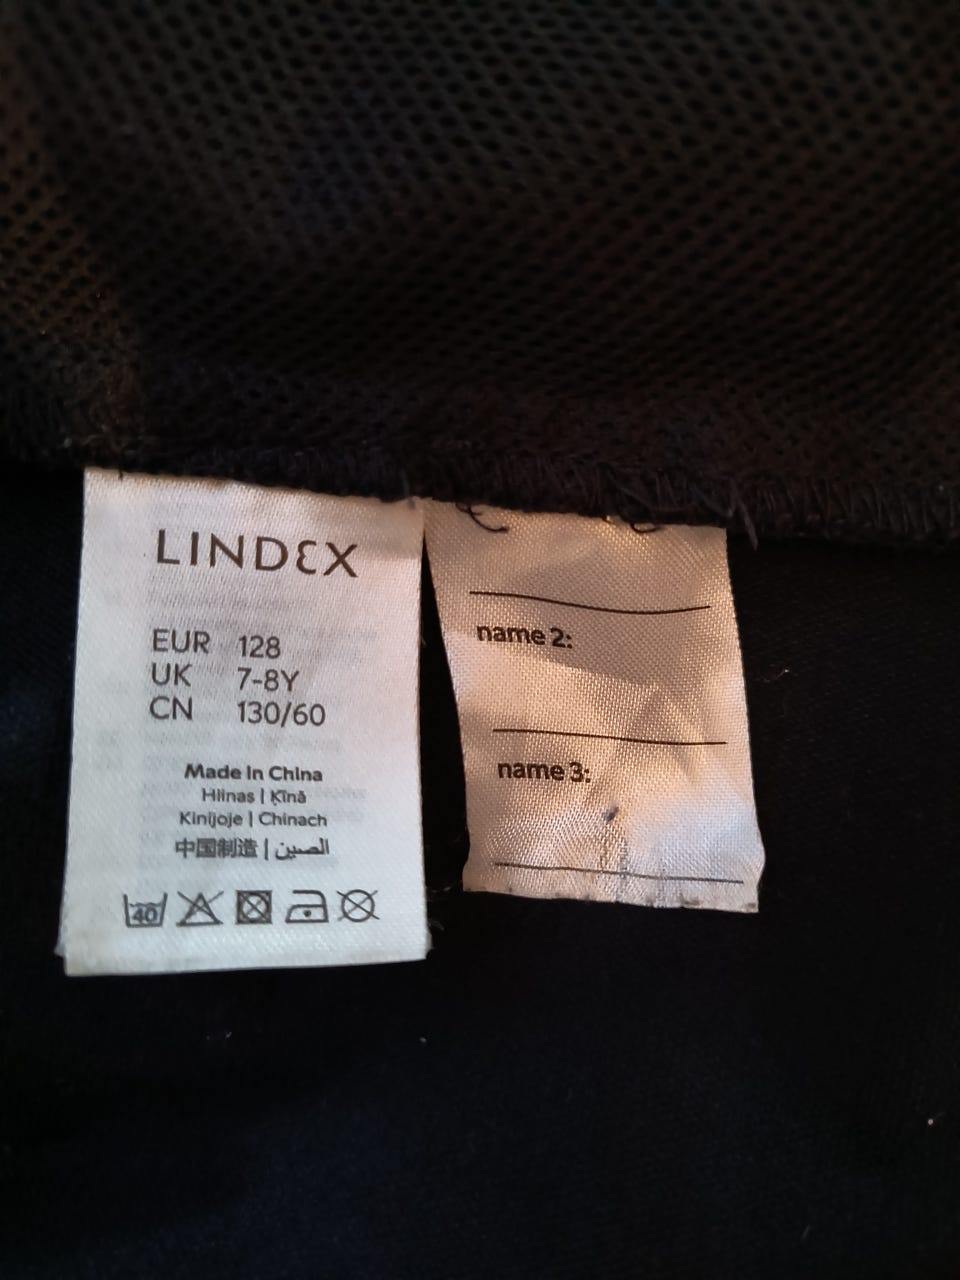 LINDEX
EUR 128
UK 7-8Y
CN 130/60
Made in China
Hiinas | Ķīnā
Kinijoje | Chinach
中国制造 | الصين
40
name 2:
name 3: